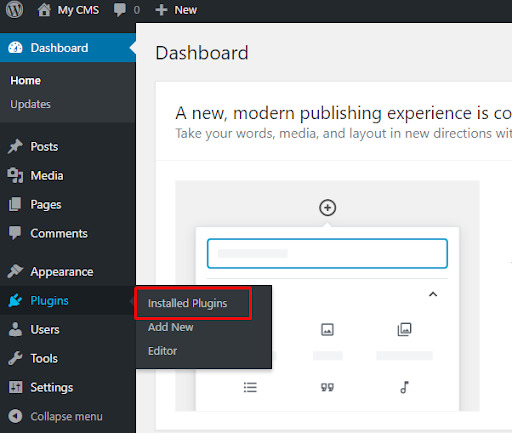 My CMS 0 New
Dashboard
Home
Updates
Posts
Media
Pages
Comments
Appearance
Plugins
Users
Tools
Settings
Collapse menu
Installed Plugins
Add New
Editor
Dashboard
A new, modern publishing experience is co
Take your words, media, and layout in new directions wit